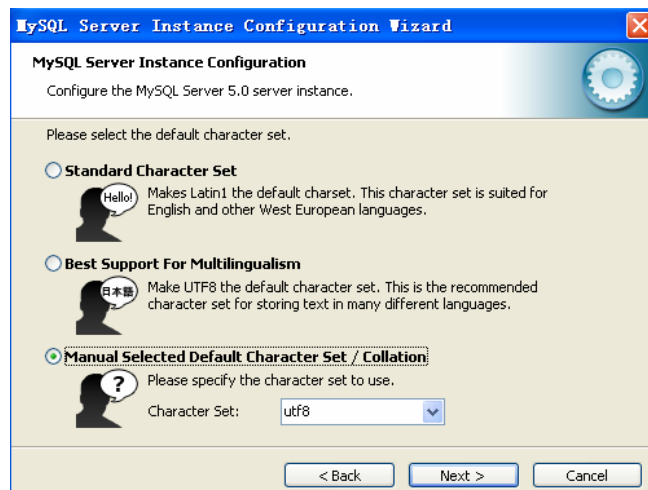 MySQL Server Instance Configuration Wizard
MySQL Server Instance Configuration
Configure the MySQL Server 5.0 server instance.
Please select the default character set.
Standard Character Set
Hello!
Makes Latin1 the default charset. This character set is suited for
English and other West European languages.
Best Support For Multilingualism
日本語
Make UTF8 the default character set. This is the recommended
character set for storing text in many different languages.
Manual Selected Default Character Set / Collation
?
Please specify the character set to use.
Character Set: utf8
< Back Next > Cancel